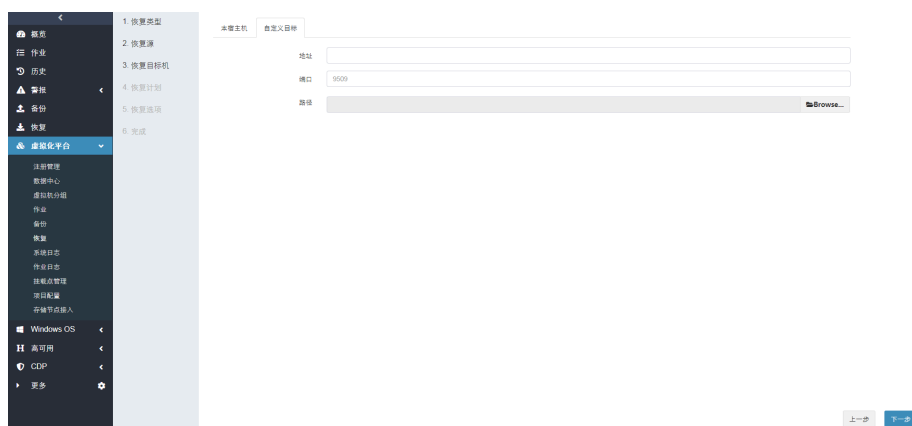 概览
作业
历史
警报
备份
恢复
虚拟化平台
注册管理
数据中心
虚拟机分组
作业
备份
恢复
系统日志
作业日志
挂载点管理
项目配置
存储节点接入
Windows OS
高可用
CDP
更多
1. 恢复类型
2. 恢复源
3. 恢复目标机
4. 恢复计划
5. 恢复选项
6. 完成
本宿主机 自定义目标
地址
端口 9509
路径 Browse...
上一步 下一步